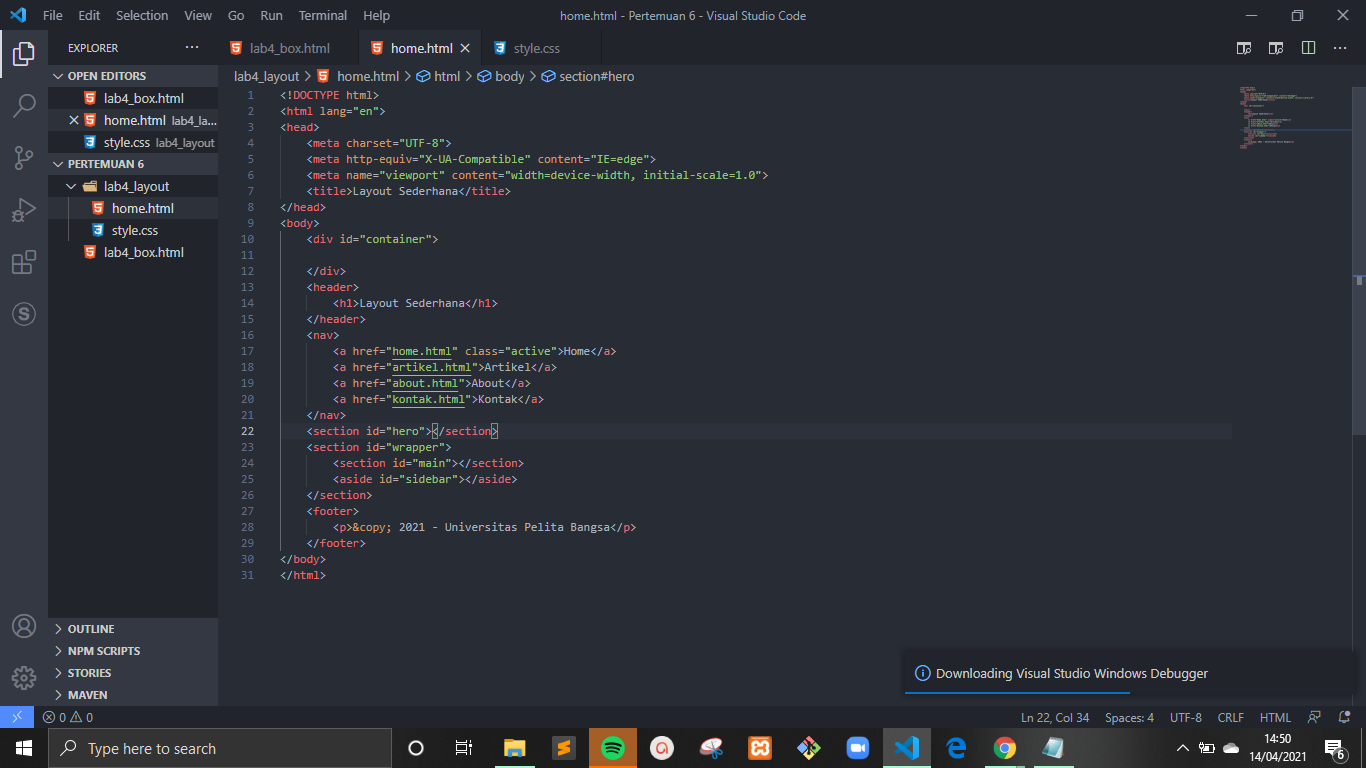 File Edit Selection View Go Run Terminal Help
home.html - Pertemuan 6 - Visual Studio Code
EXPLORER
lab4_box.html
home.html
style.css
OPEN EDITORS
lab4_box.html
home.html lab4_la...
style.css lab4_layout
PERTEMUAN 6
lab4_layout
home.html
style.css
lab4_box.html
OUTLINE
NPM SCRIPTS
STORIES
MAVEN
lab4_layout > home.html > html > body > section#hero
1 <!DOCTYPE html>
2 <html lang="en">
3 <head>
4 <meta charset="UTF-8">
5 <meta http-equiv="X-UA-Compatible" content="IE=edge">
6 <meta name="viewport" content="width=device-width, initial-scale=1.0">
7 <title>Layout Sederhana</title>
8 </head>
9 <body>
10 <div id="container">
11
12 </div>
13 <header>
14 <h1>Layout Sederhana</h1>
15 </header>
16 <nav>
17 <a href="home.html" class="active">Home</a>
18 <a href="artikel.html">Artikel</a>
19 <a href="about.html">About</a>
20 <a href="kontak.html">Kontak</a>
21 </nav>
22 <section id="hero"></section>
23 <section id="wrapper">
24 <section id="main"></section>
25 <aside id="sidebar"></aside>
26 </section>
27 <footer>
28 <p>&copy; 2021 - Universitas Pelita Bangsa</p>
29 </footer>
30 </body>
31 </html>
Downloading Visual Studio Windows Debugger
0 0
Ln 22, Col 34 Spaces: 4 UTF-8 CRLF HTML
Type here to search
14:50
14/04/2021
6